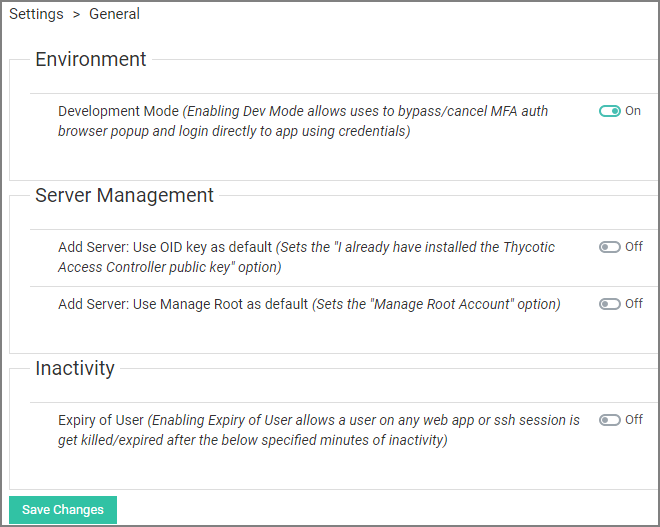 Settings > General
Environment
Development Mode (Enabling Dev Mode allows uses to bypass/cancel MFA auth
browser popup and login directly to app using credentials)
On
Server Management
Add Server: Use OID key as default (Sets the "I already have installed the Thycotic
Access Controller public key" option)
Off
Add Server: Use Manage Root as default (Sets the "Manage Root Account" option)
Off
Inactivity
Expiry of User (Enabling Expiry of User allows a user on any web app or ssh session is
get killed/expired after the below specified minutes of inactivity)
Off
Save Changes